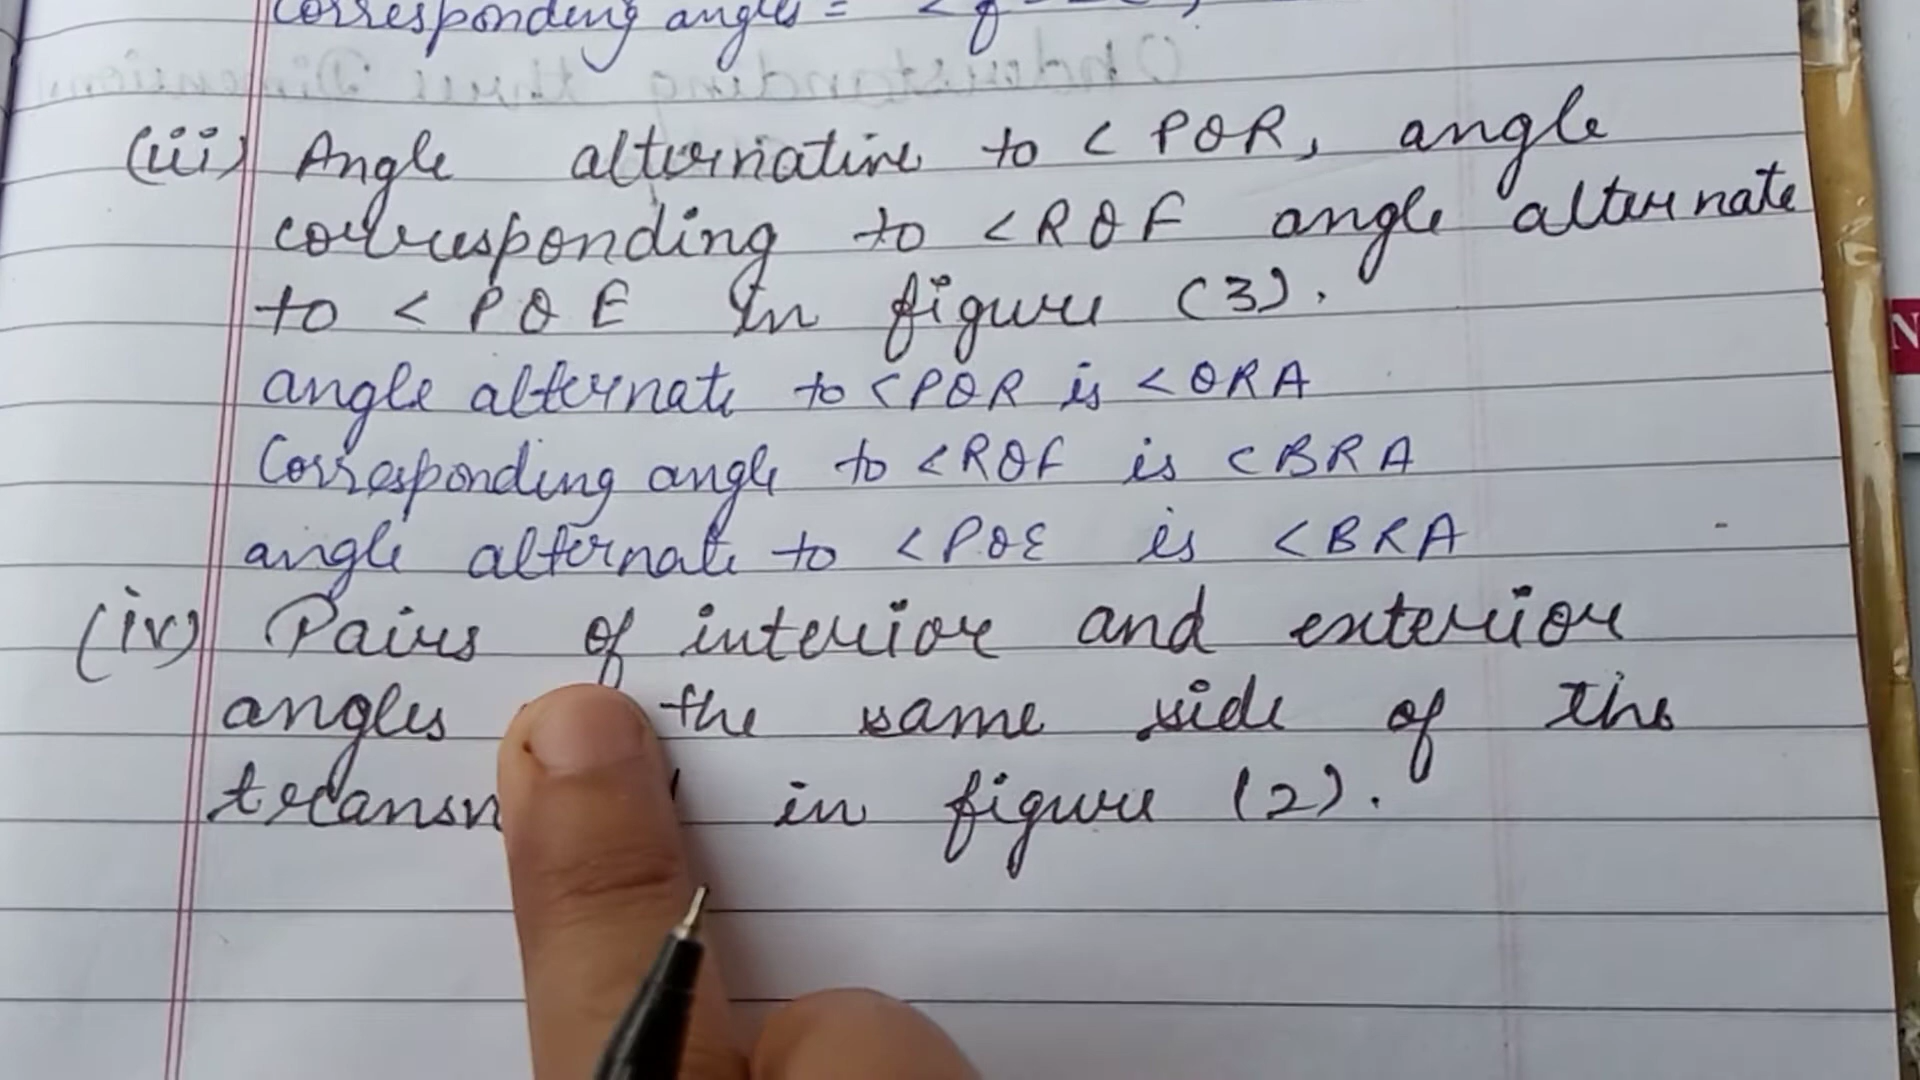 Corresponding angles =
(iii) Angle alternative to < PQR, angle
corresponding to <RQF angle alternate
to < PQE In figure (3).
angle alternate to <PQR is <QRA
Corresponding angle to <RQF is <BRA
angle alternate to <PQE is <BRA
(iv) Pairs of interior and exterior
angles the same side of the
in figure (2).
N